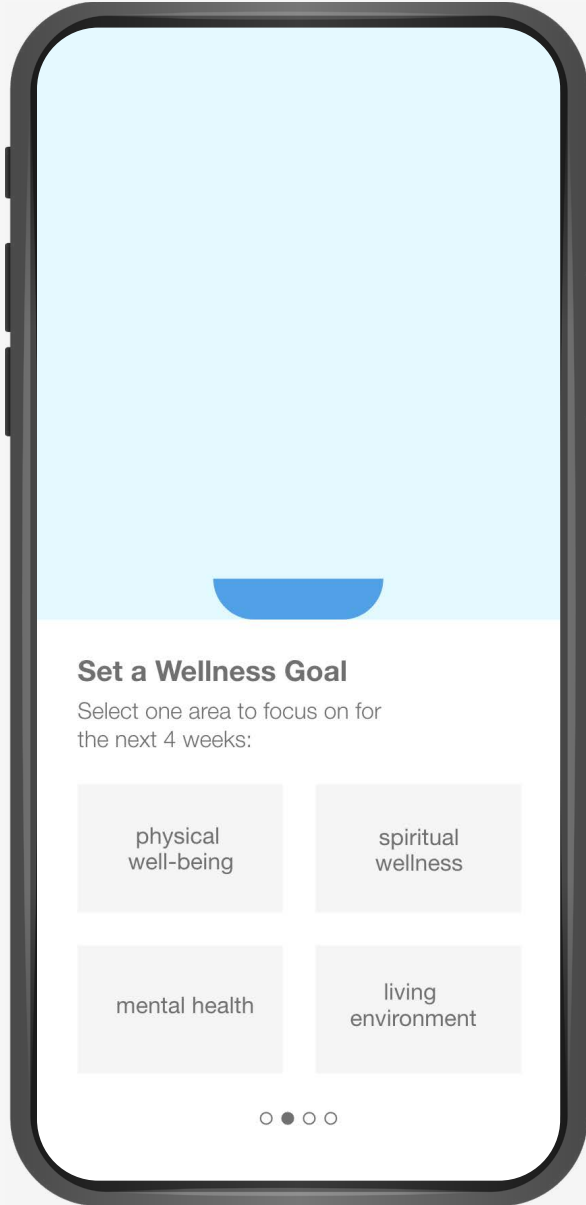 Set a Wellness Goal
Select one area to focus on for
the next 4 weeks:
physical
well-being
spiritual
wellness
mental health
living
environment